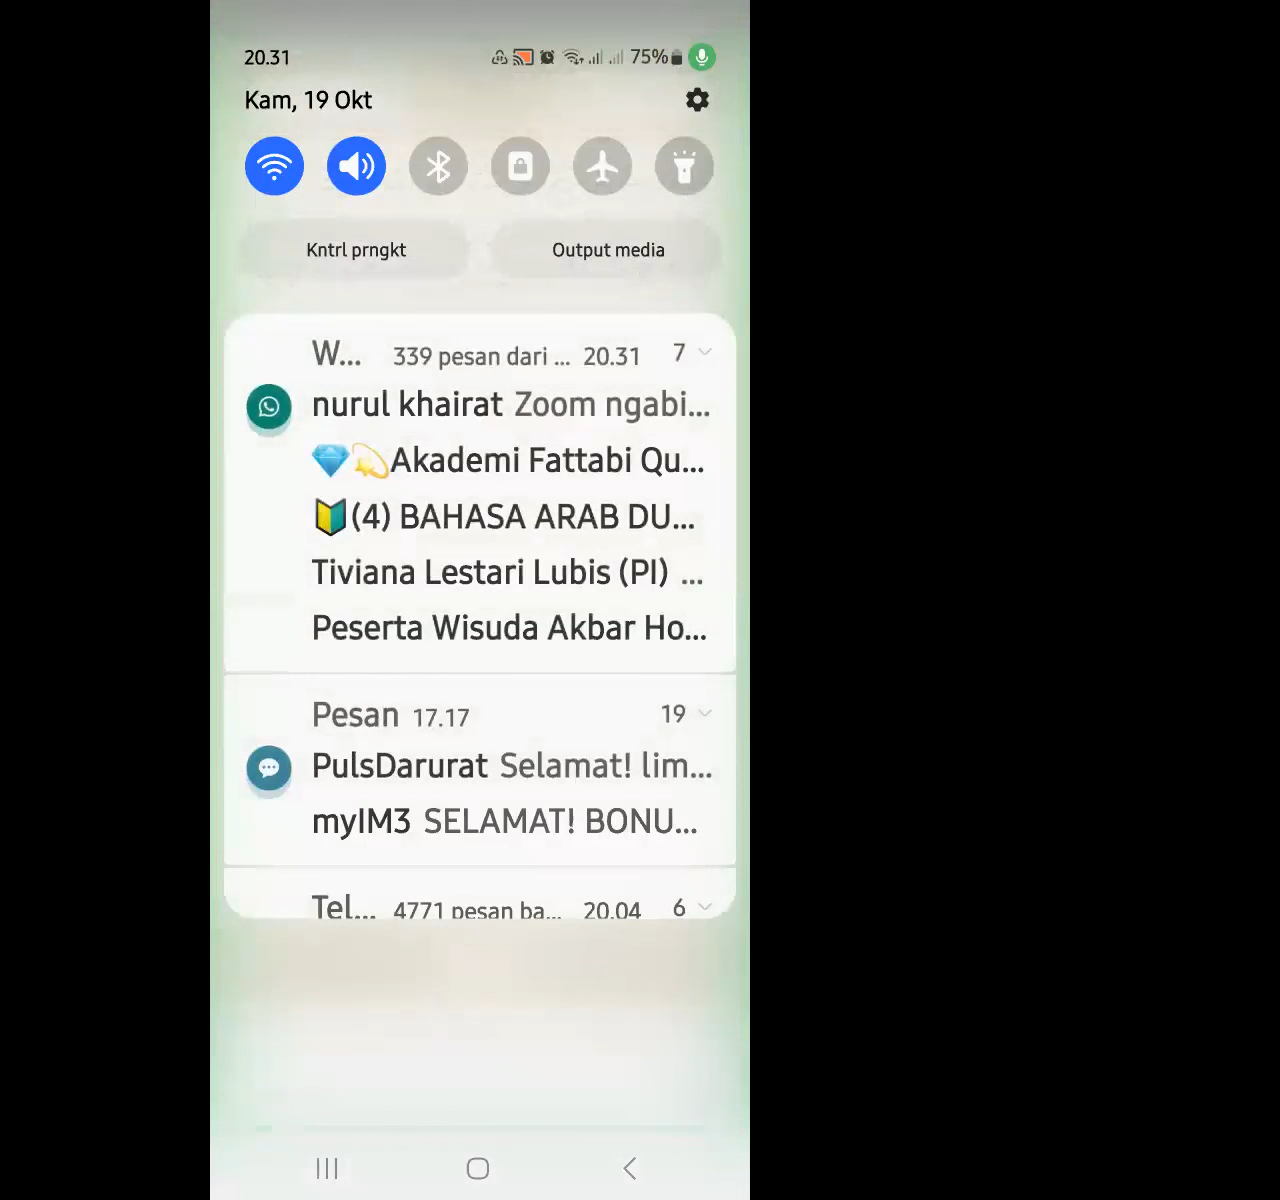 20.31 75%
Kam, 19 Okt
Kntrl prngkt Output media
W... 339 pesan dari ... 20.31 7
nurul khairat Zoom ngabi...
💎💫Akademi Fattabi Qu...
🔰(4) BAHASA ARAB DU...
Tiviana Lestari Lubis (PI) ...
Peserta Wisuda Akbar Ho...
Pesan 17.17 19
PulsDarurat Selamat! lim...
myIM3 SELAMAT! BONU...
Tel... 4771 pesan ba... 20.04 6